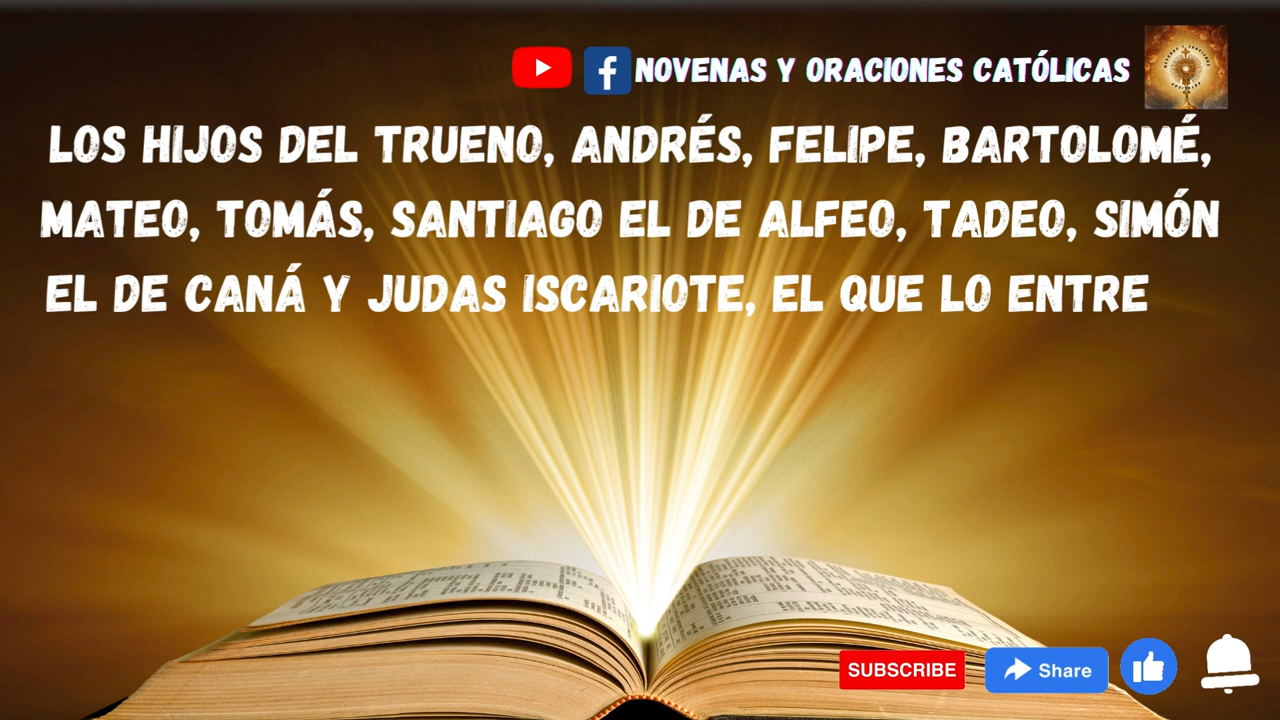 NOVENAS Y ORACIONES CATÓLICAS
LOS HIJOS DEL TRUENO, ANDRÉS, FELIPE, BARTOLOMÉ,
MATEO, TOMÁS, SANTIAGO EL DE ALFEO, TADEO, SIMÓN
EL DE CANÁ Y JUDAS ISCARIOTE, EL QUE LO ENTRE
SUBSCRIBE
Share